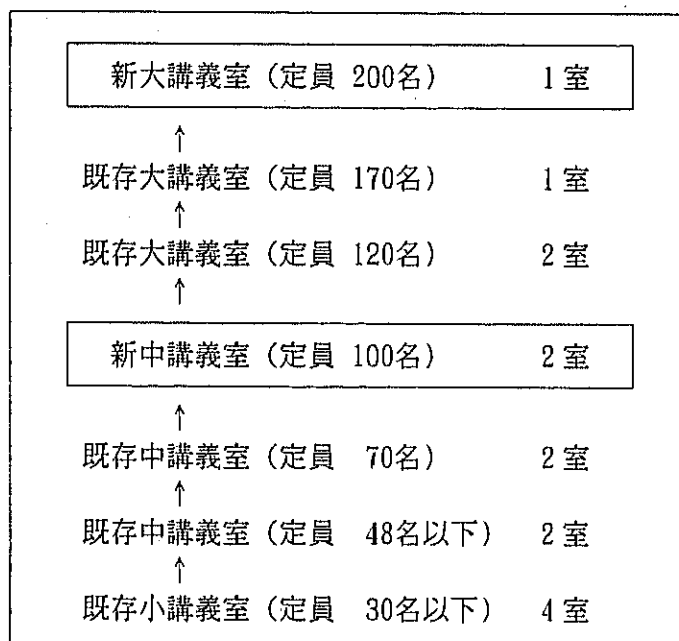 新大講義室（定員 200名） 1室
↑
既存大講義室（定員 170名） 1室
↑
既存大講義室（定員 120名） 2室
↑
新中講義室（定員 100名） 2室
↑
既存中講義室（定員 70名） 2室
↑
既存中講義室（定員 48名以下） 2室
↑
既存小講義室（定員 30名以下） 4室